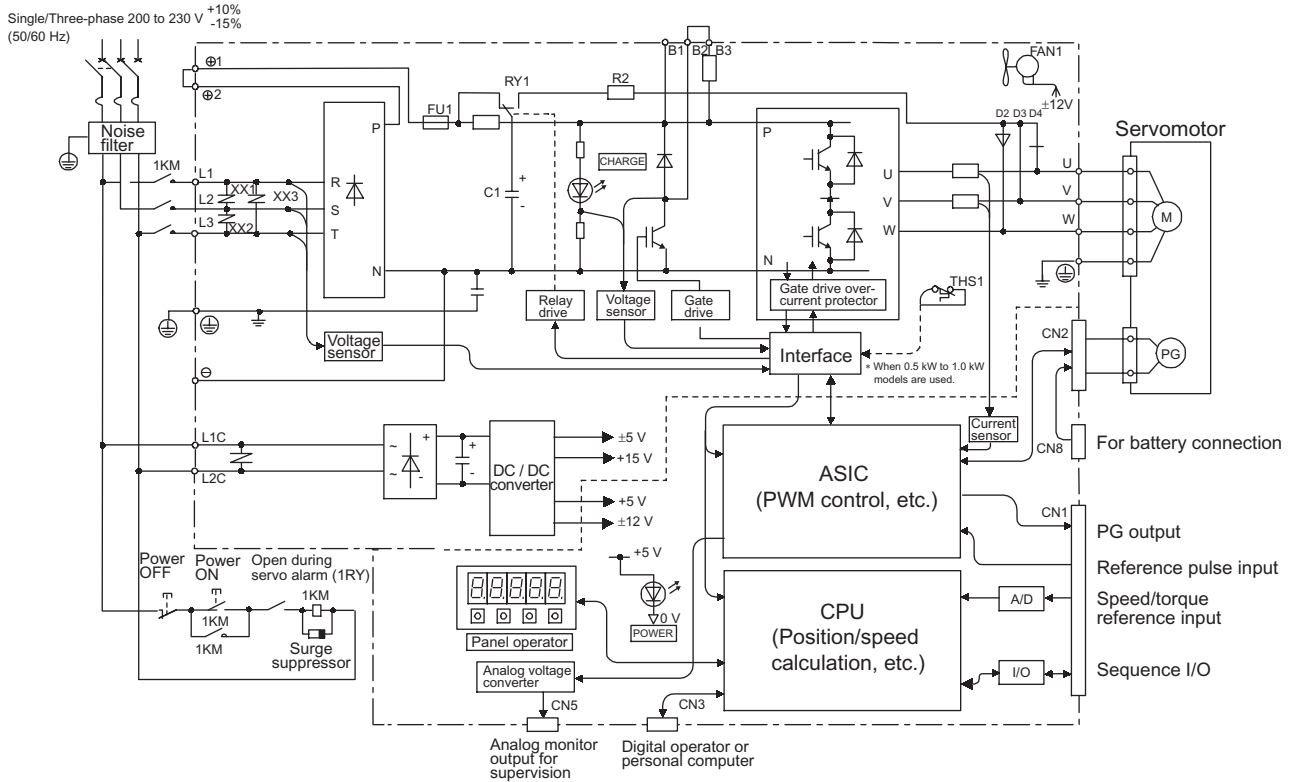 Single/Three-phase 200 to 230 V +10%
-15%
(50/60 Hz)
⊕1
⊕2
B1
B2
B3
FAN1
±12V
Noise
filter
1KM
L1
L2
L3
XX1
XX2
XX3
P
R
S
T
N
FU1
RY1
R2
C1
+
-
CHARGE
P
N
U
V
W
D2 D3 D4
U
V
W
Servomotor
M
PG
Relay
drive
Voltage
sensor
Gate
drive
Gate drive over-
current protector
THS1
Voltage
sensor
Interface
* When 0.5 kW to 1.0 kW
models are used.
⊖
CN2
L1C
L2C
~
~
+
-
+
-
DC / DC
converter
±5 V
+15 V
+5 V
±12 V
Current
sensor
CN8
For battery connection
ASIC
(PWM control, etc.)
CN1
PG output
Reference pulse input
A/D
Speed/torque
reference input
I/O
Sequence I/O
CPU
(Position/speed
calculation, etc.)
Power
OFF
Power
ON
Open during
servo alarm (1RY)
1KM
1KM
1KM
Surge
suppressor
8.8.8.8.8.
Panel operator
+5 V
0 V
POWER
Analog voltage
converter
CN5
CN3
Analog monitor
output for
supervision
Digital operator or
personal computer